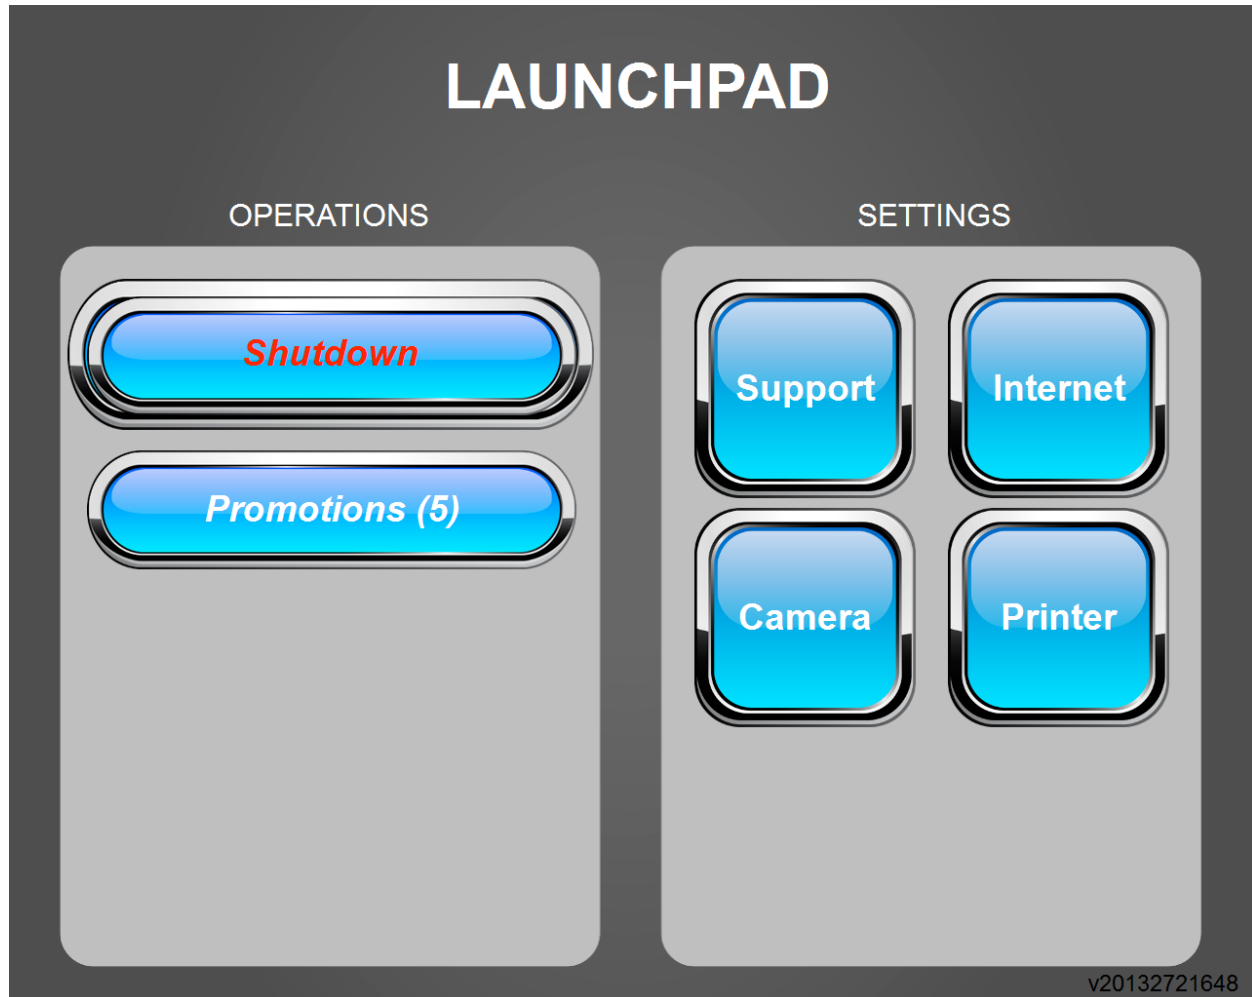 LAUNCHPAD
OPERATIONS
Shutdown
Promotions (5)
SETTINGS
Support
Internet
Camera
Printer
v20132721648